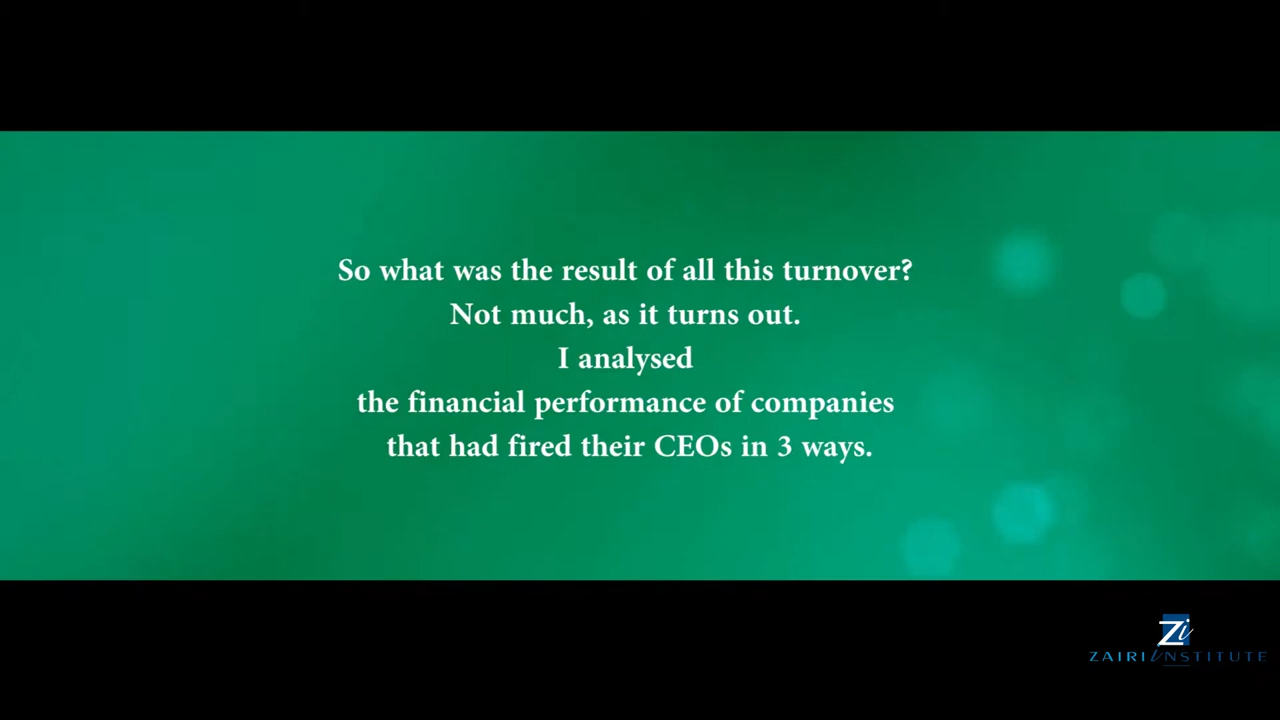 So what was the result of all this turnover?
Not much, as it turns out.
I analysed
the financial performance of companies
that had fired their CEOs in 3 ways.
Zi
ZAIRI iNSTITUTE